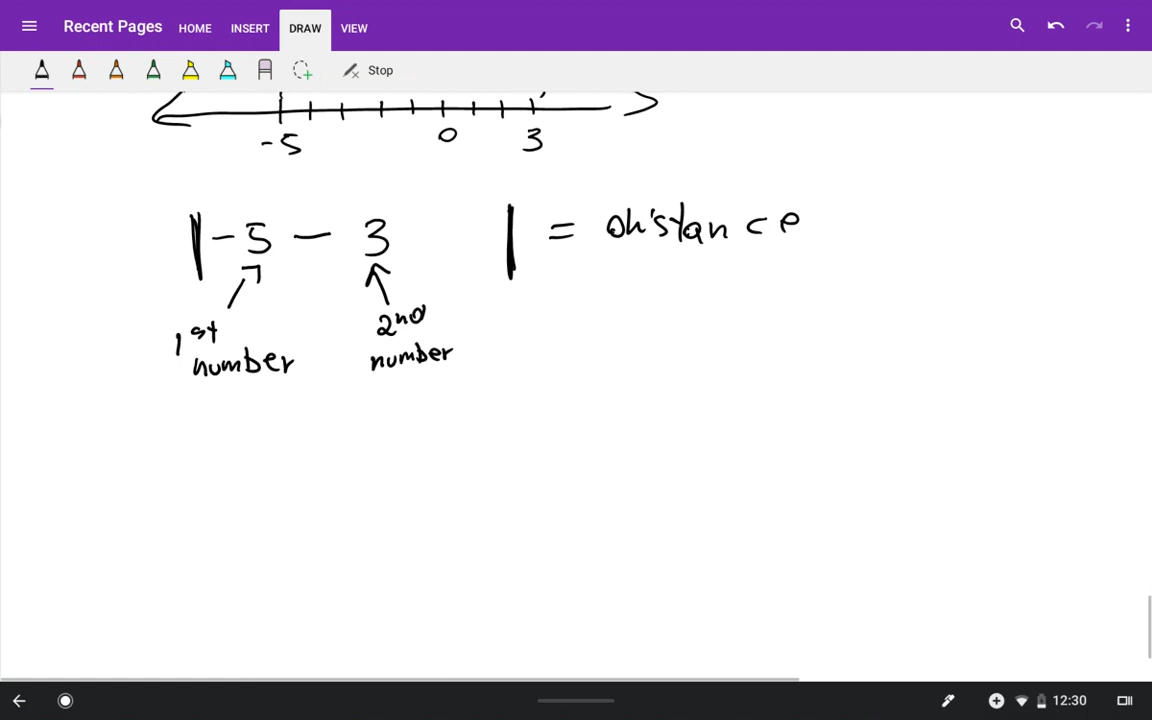 Recent Pages HOME INSERT DRAW VIEW
Stop
-5 0 3
|-5 - 3 | = distance
1st number
2nd number
12:30